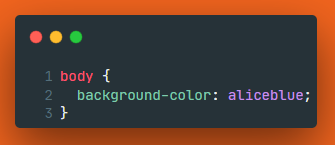 1 body {
2   background-color: aliceblue;
3 }